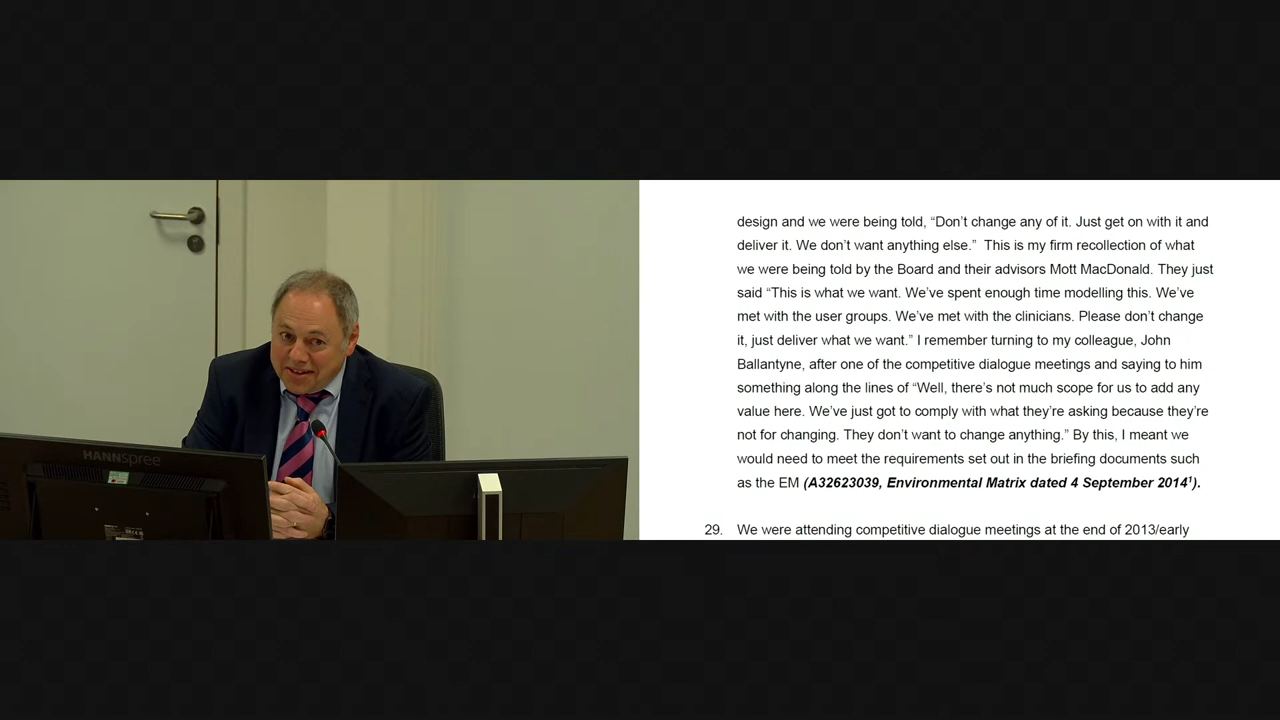 HANNspree
design and we were being told, “Don’t change any of it. Just get on with it and
deliver it. We don’t want anything else.”  This is my firm recollection of what
we were being told by the Board and their advisors Mott MacDonald. They just
said “This is what we want. We’ve spent enough time modelling this. We’ve
met with the user groups. We’ve met with the clinicians. Please don’t change
it, just deliver what we want.” I remember turning to my colleague, John
Ballantyne, after one of the competitive dialogue meetings and saying to him
something along the lines of “Well, there’s not much scope for us to add any
value here. We’ve just got to comply with what they’re asking because they’re
not for changing. They don’t want to change anything.” By this, I meant we
would need to meet the requirements set out in the briefing documents such
as the EM (A32623039, Environmental Matrix dated 4 September 2014¹).
29. We were attending competitive dialogue meetings at the end of 2013/early